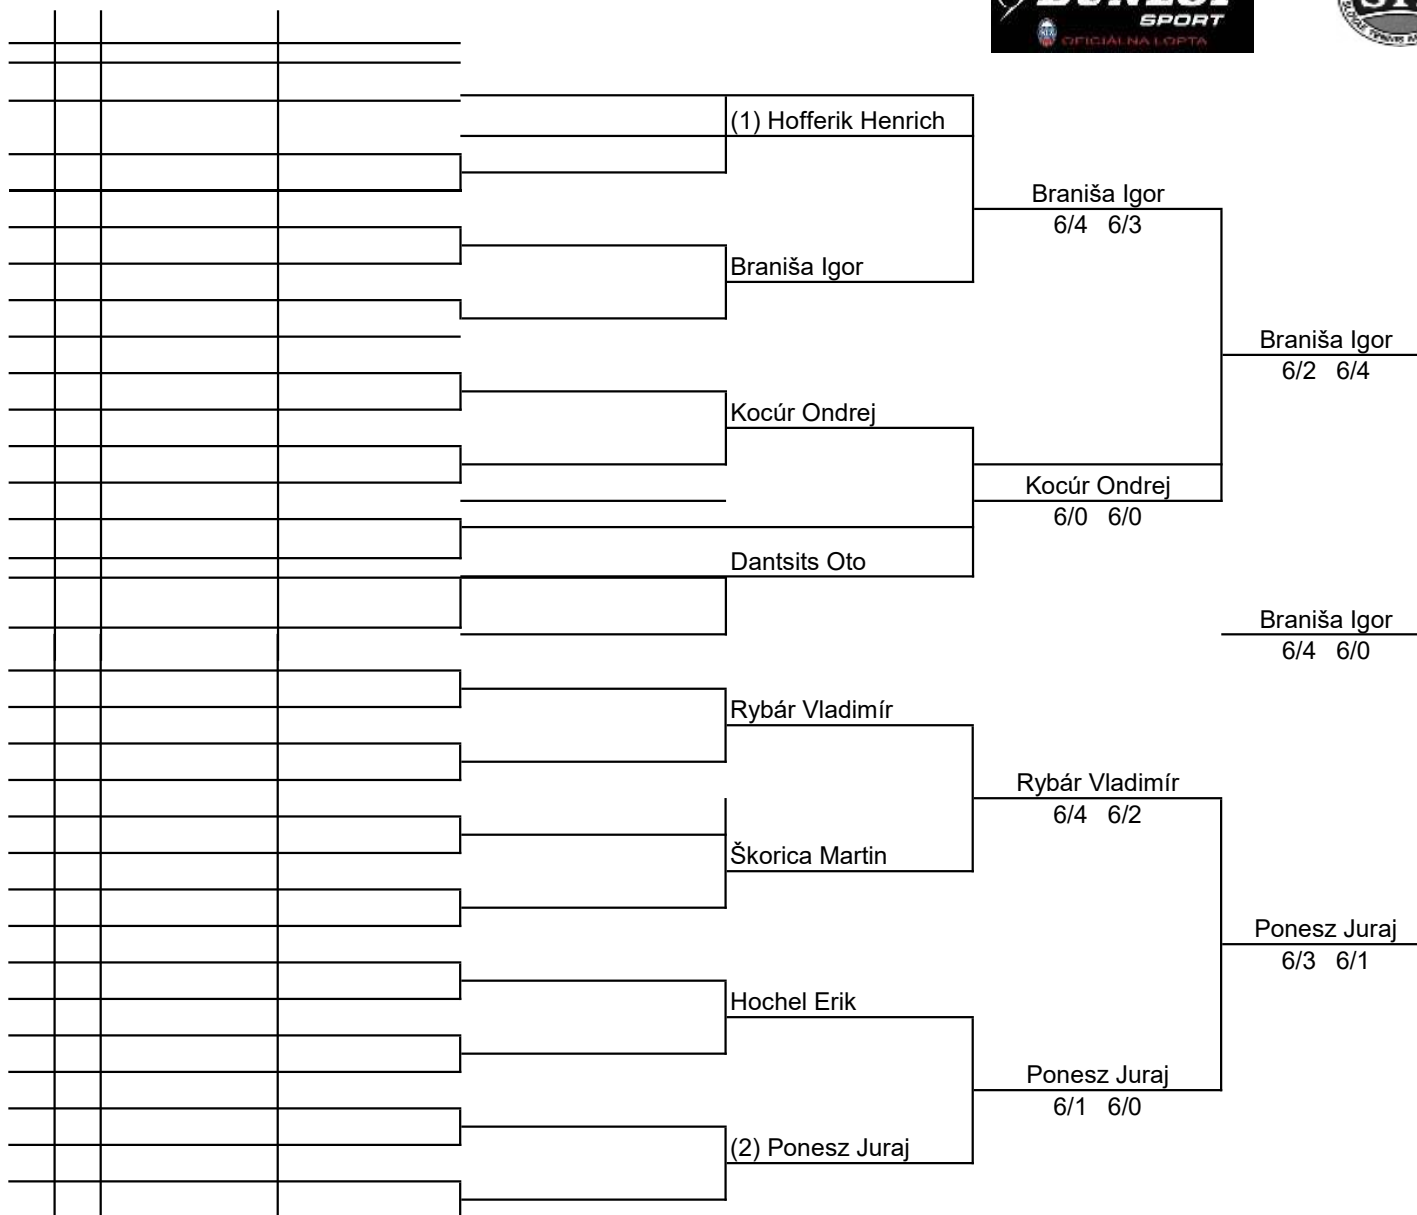 SPORT
OFICIÁLNA LOPTA
(1) Hofferik Henrich
Braniša Igor
6/4 6/3
Braniša Igor
Braniša Igor
6/2 6/4
Kocúr Ondrej
Kocúr Ondrej
6/0 6/0
Dantsits Oto
Braniša Igor
6/4 6/0
Rybár Vladimír
Rybár Vladimír
6/4 6/2
Škorica Martin
Ponesz Juraj
6/3 6/1
Hochel Erik
Ponesz Juraj
6/1 6/0
(2) Ponesz Juraj